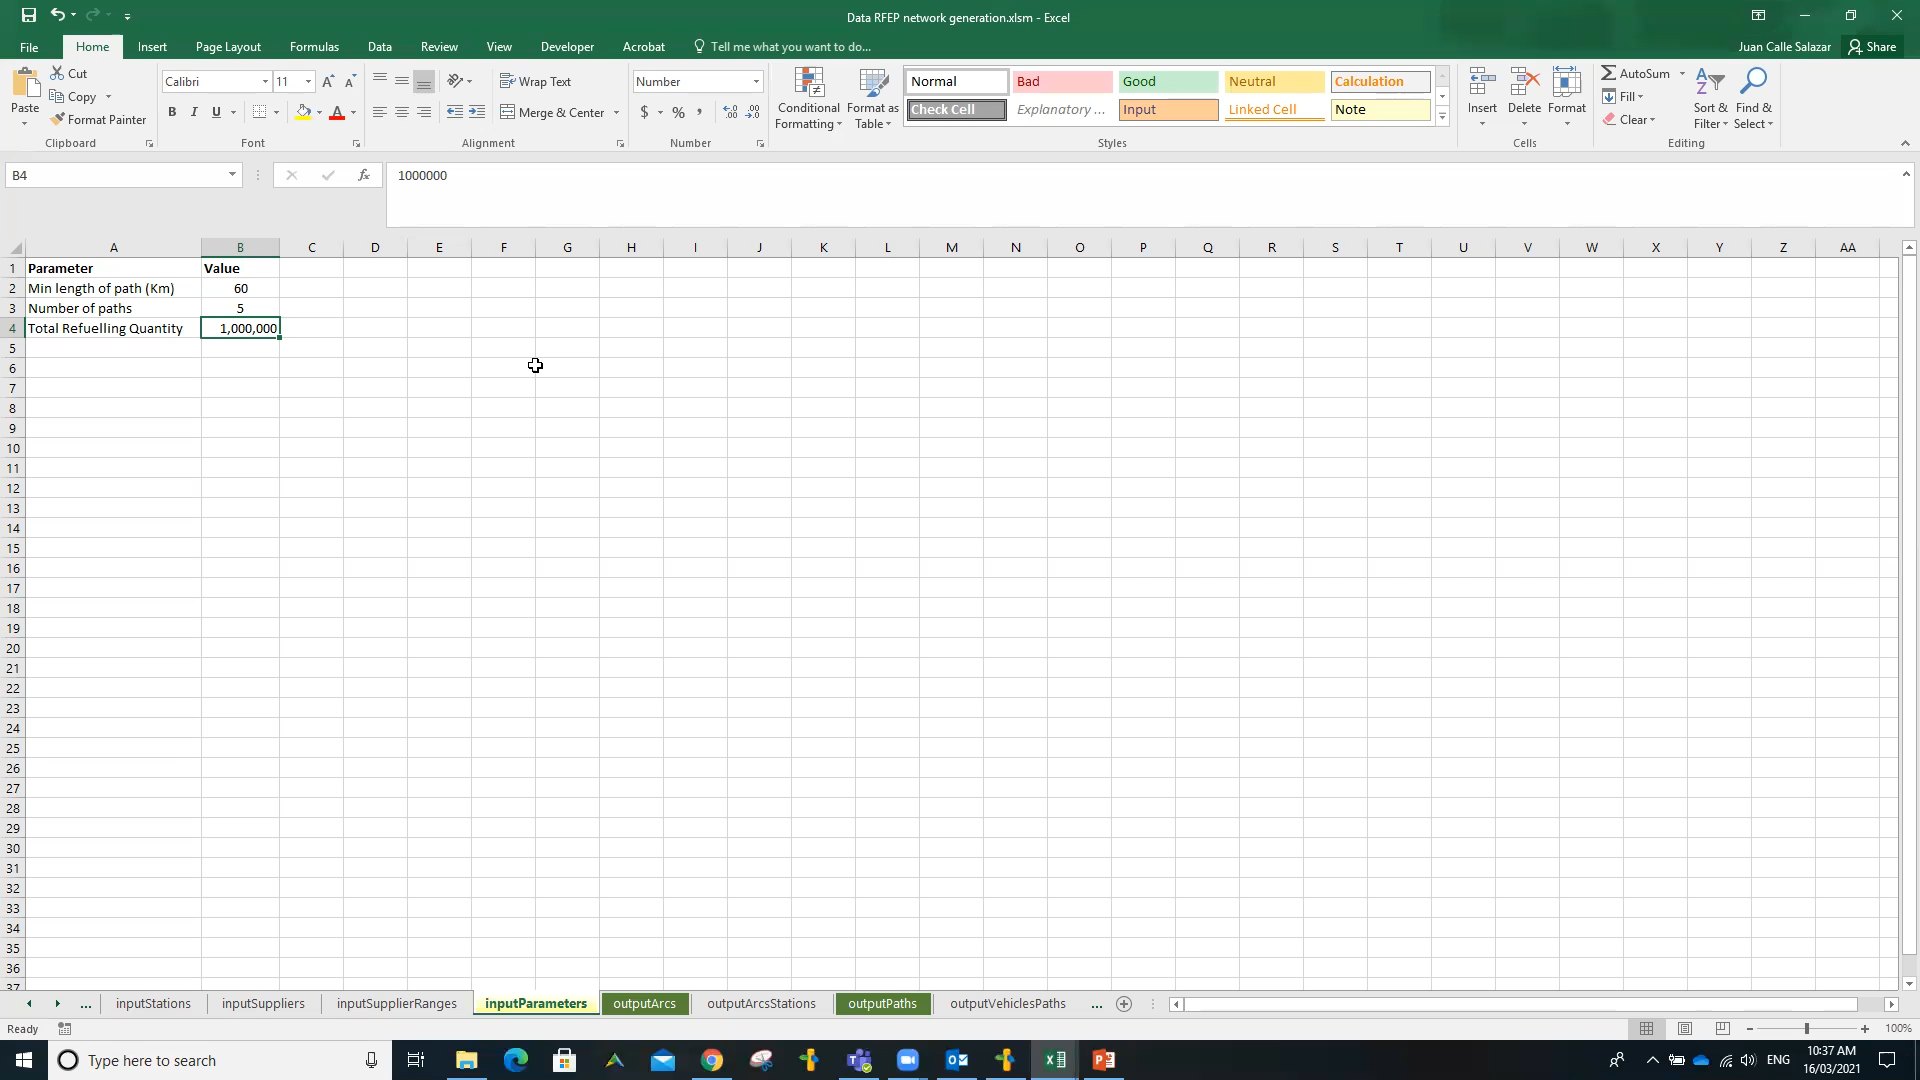 Data RFEP network generation.xlsm - Excel
File Home Insert Page Layout Formulas Data Review View Developer Acrobat Tell me what you want to do... Juan Calle Salazar Share
Paste
Cut
Copy
Format Painter
Clipboard
Calibri 11
B I U
Font
Wrap Text
Merge & Center
Alignment
Number
$ % ,
Number
Conditional Formatting
Format as Table
Normal Bad Good Neutral Calculation
Check Cell Explanatory ... Input Linked Cell Note
Styles
Insert Delete Format
Cells
AutoSum
Fill
Clear
Sort & Filter
Find & Select
Editing
B4 fx 1000000
A B C D E F G H I J K L M N O P Q R S T U V W X Y Z AA
1 Parameter Value
2 Min length of path (Km) 60
3 Number of paths 5
4 Total Refuelling Quantity 1,000,000
5
6
7
8
9
10
11
12
13
14
15
16
17
18
19
20
21
22
23
24
25
26
27
28
29
30
31
32
33
34
35
36
37
... inputStations inputSuppliers inputSupplierRanges inputParameters outputArcs outputArcsStations outputPaths outputVehiclesPaths ...
Ready 100%
Type here to search ENG 10:37 AM
16/03/2021